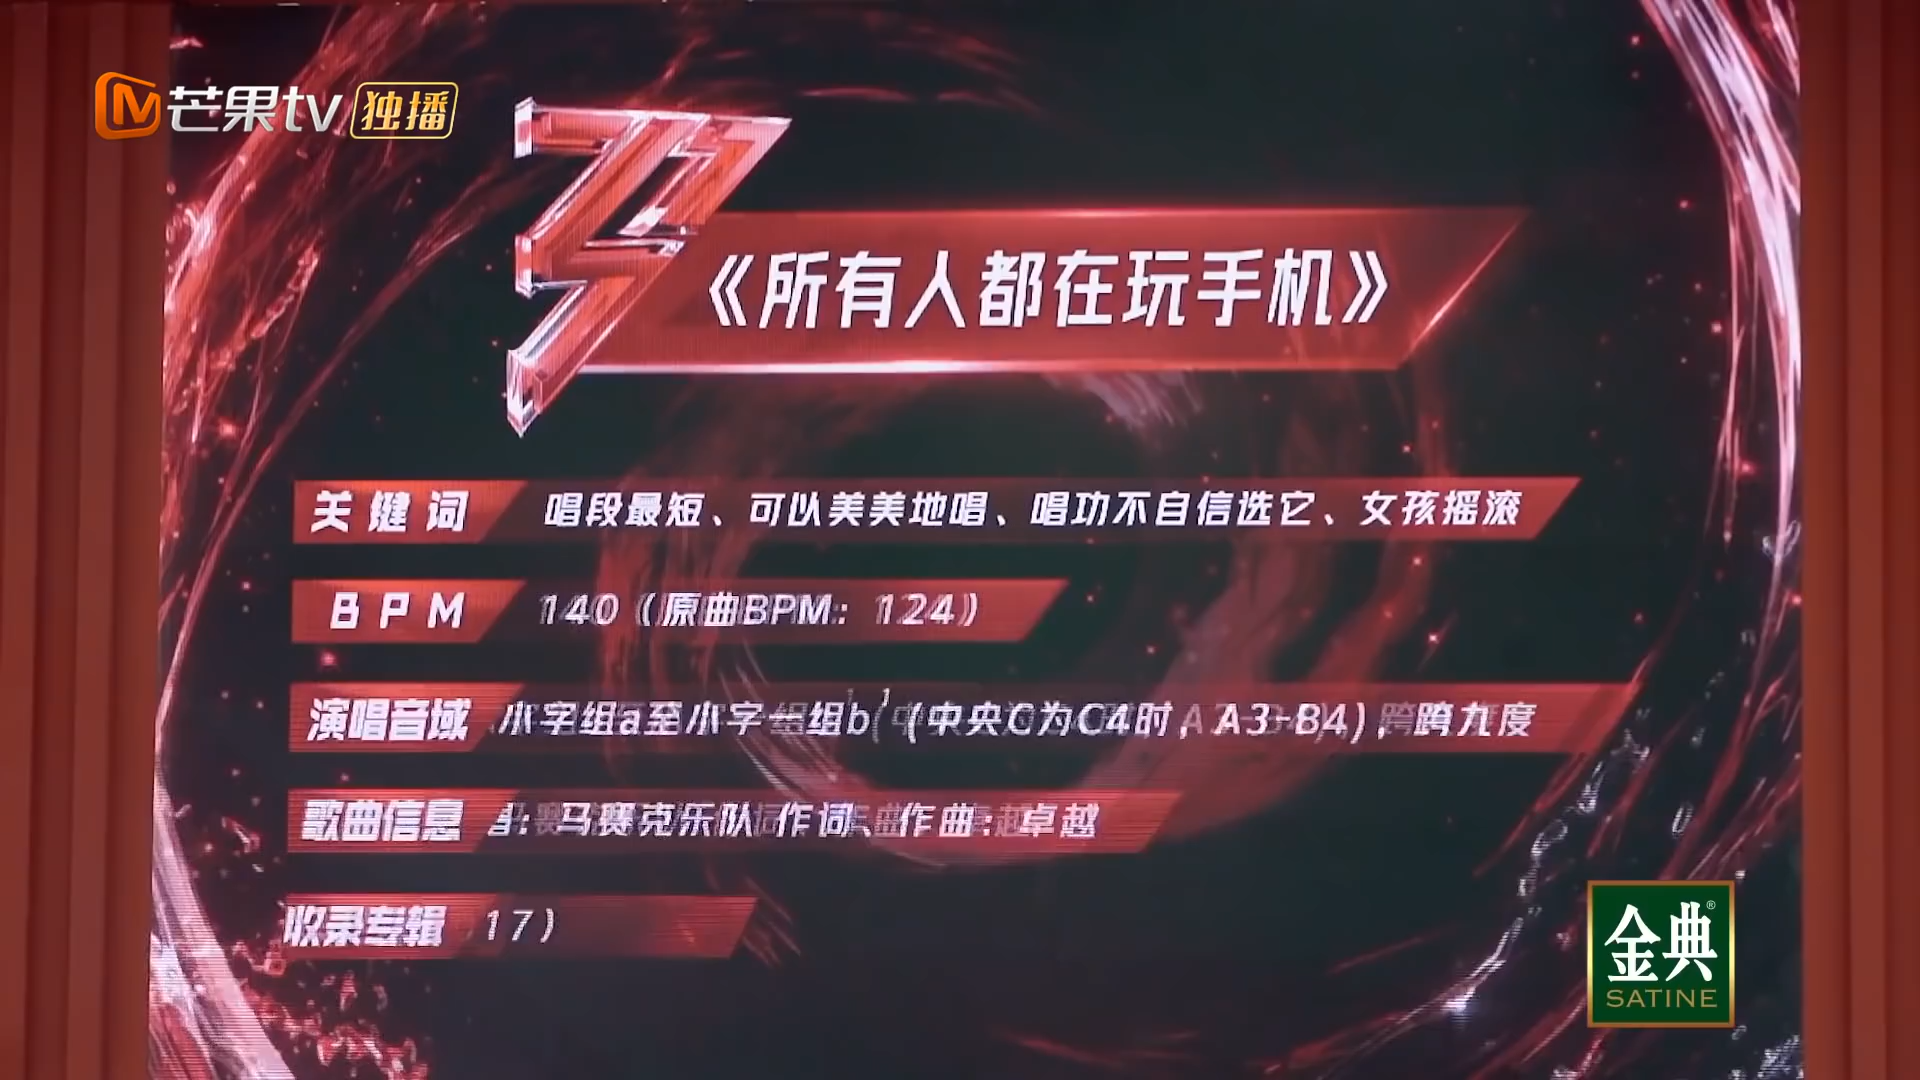 芒果tv 独播
《所有人都在玩手机》
关键词 唱段最短、可以美美地唱、唱功不自信选它、女孩摇滚
BPM 140（原曲BPM：124）
演唱音域 小字组a至小字一组b¹（中央C为C4时，A3-B4），跨九度
歌曲信息 ：马赛克乐队 作词、作曲：卓越
收录专辑 17）
金典®
SATINE